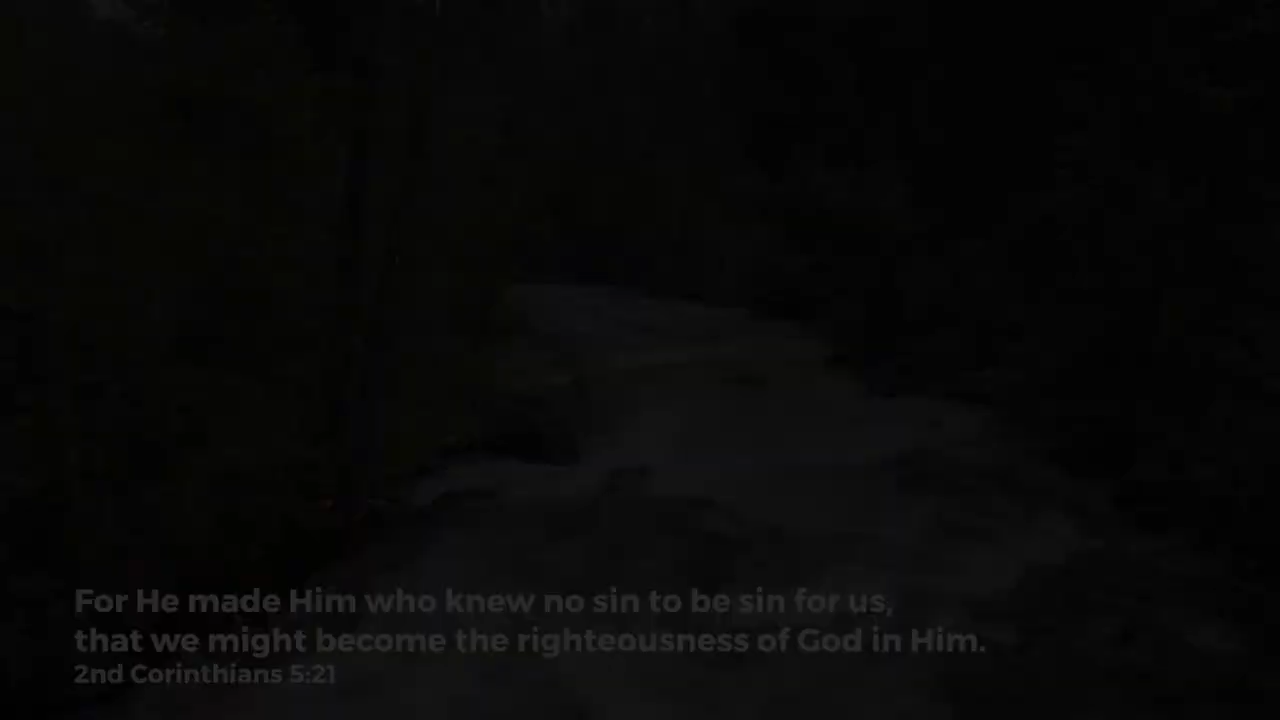 For He made Him who knew no sin to be sin for us,
that we might become the righteousness of God in Him.
2nd Corinthians 5:21